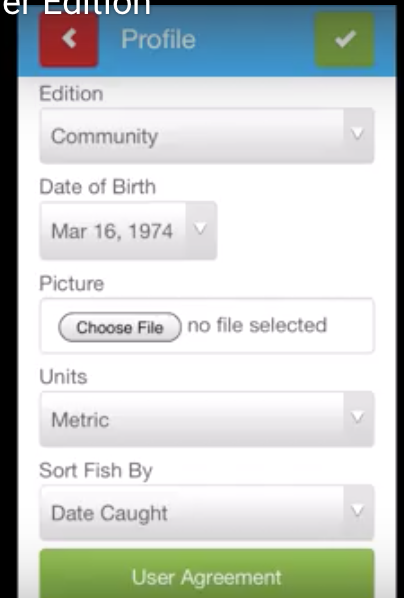 er Edition
Profile
Edition
Community
Date of Birth
Mar 16, 1974
Picture
Choose File no file selected
Units
Metric
Sort Fish By
Date Caught
User Agreement